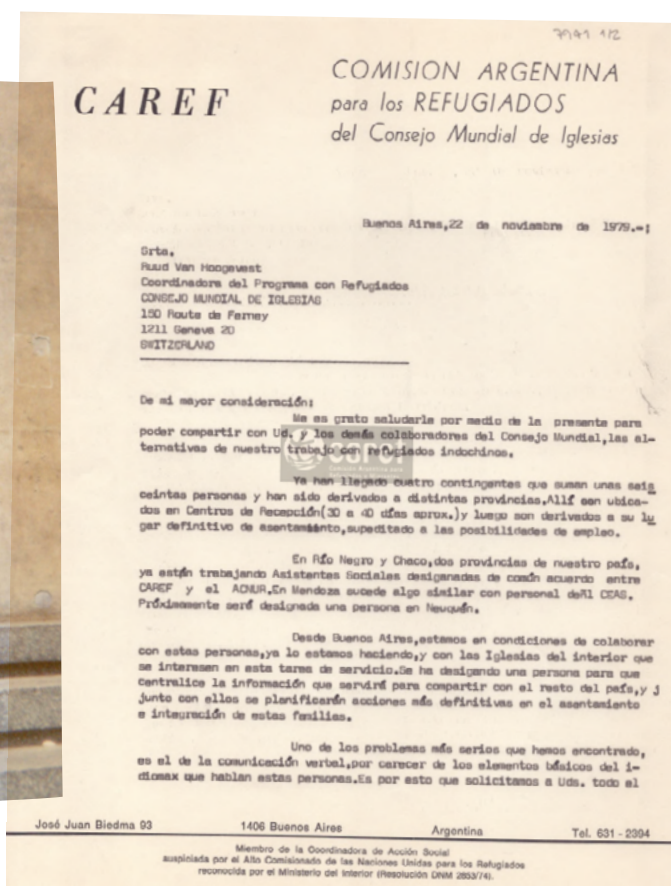 7941 1/2
CAREF
COMISION ARGENTINA
para los REFUGIADOS
del Consejo Mundial de Iglesias
Buenos Aires,22 de noviembre de 1979.-;
Srta.
Ruud Van Hoogevest
Coordinadora del Programa con Refugiados
CONSEJO MUNDIAL DE IGLESIAS
150 Route de Ferney
1211 Geneve 20
SWITZERLAND
De mi mayor consideración:
Me es grato saludarle por medio de la presente para
poder compartir con Ud. y los demás colaboradores del Consejo Mundial,las al-
ternativas de nuestro trabajo con refugiados indochinos.
caref
Ya han llegado cuatro contingentes que suman unas seis
ceintas personas y han sido derivados a distintas provincias.Allí son ubica-
dos en Centros de Recepción(30 a 40 días aprox.)y luego son derivados a su lu
gar definitivo de asentamiento,supeditado a las posibilidades de empleo.
En Río Negro y Chaco,dos provincias de nuestro país,
ya están trabajando Asistentes Sociales desiganadas de común acuerdo entre
CAREF y el ACNUR.En Mendoza sucede algo similar con personal del CEAS.
Próximamente será designada una persona en Neuquén.
Desde Buenos Aires,estamos en condiciones de colaborar
con estas personas,ya lo estamos haciendo,y con las Iglesias del interior que
se interesen en esta tarea de servicio.Se ha desigando una persona para que
centralice la información que servirá para compartir con el resto del país,y j
junto con ellos se planificarán acciones más definitivas en el asentamiento
e integración de estas familias.
Uno de los problemas más serios que hemos encontrado,
es el de la comunicación verbal,por carecer de los elementos básicos del i-
diomax que hablan estas personas.Es por esto que solicitamos a Uds. todo el
José Juan Biedma 93 1406 Buenos Aires Argentina Tel. 631 - 2394
Miembro de la Coordinadora de Acción Social
auspiciada por el Alto Comisionado de las Naciones Unidas para los Refugiados
reconocida por el Ministerio del Interior (Resolución DNM 2853/74).